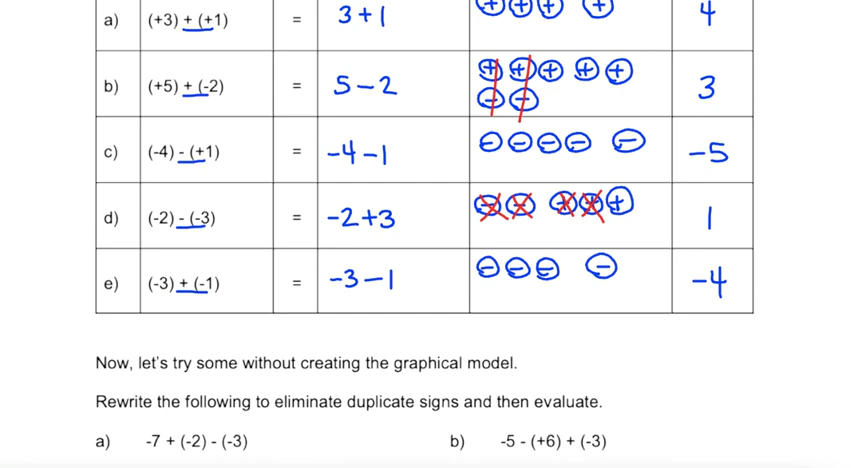 a) (+3) + (+1) = 3+1 ⊕⊕⊕ ⊕ 4
b) (+5) + (-2) = 5-2 ⊕⊕⊕ ⊕⊕ 3
⊖⊖
c) (-4) - (+1) = -4-1 ⊖⊖⊖⊖ ⊖ -5
d) (-2) - (-3) = -2+3 ⊖⊖ ⊕⊕⊕ 1
e) (-3) + (-1) = -3-1 ⊖⊖⊖ ⊖ -4
Now, let's try some without creating the graphical model.
Rewrite the following to eliminate duplicate signs and then evaluate.
a) -7 + (-2) - (-3) b) -5 - (+6) + (-3)